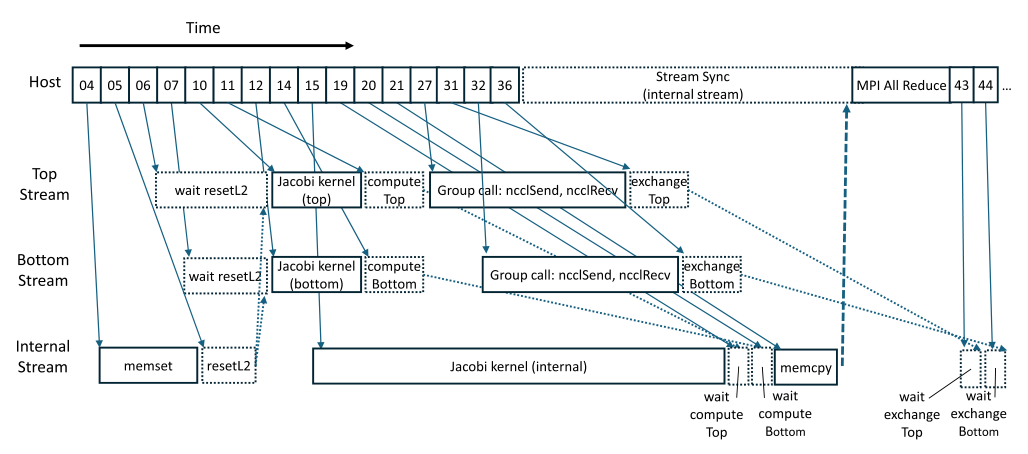 Time
Host
04 05 06 07 10 11 12 14 15 19 20 21 27 31 32 36
Stream Sync
(internal stream)
MPI All Reduce 43 44 ...
Top
Stream
wait resetL2
Jacobi kernel
(top)
compute
Top
Group call: ncclSend, ncclRecv
exchange
Top
Bottom
Stream
wait resetL2
Jacobi kernel
(bottom)
compute
Bottom
Group call: ncclSend, ncclRecv
exchange
Bottom
Internal
Stream
memset
resetL2
Jacobi kernel (internal)
memcpy
wait
compute
Top
wait
compute
Bottom
wait
exchange
Top
wait
exchange
Bottom